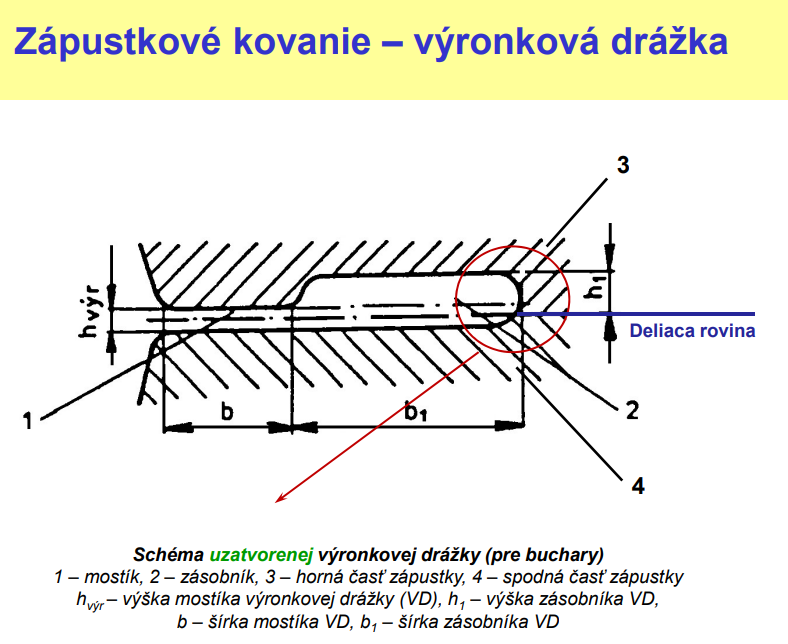 Zápustkové kovanie – výronková drážka
3
h₁
hvýr
Deliaca rovina
1
b
b₁
2
4
Schéma uzatvorenej výronkovej drážky (pre buchary)
1 – mostík, 2 – zásobník, 3 – horná časť zápustky, 4 – spodná časť zápustky
hvýr – výška mostíka výronkovej drážky (VD), h1 – výška zásobníka VD,
b – šírka mostíka VD, b1 – šírka zásobníka VD